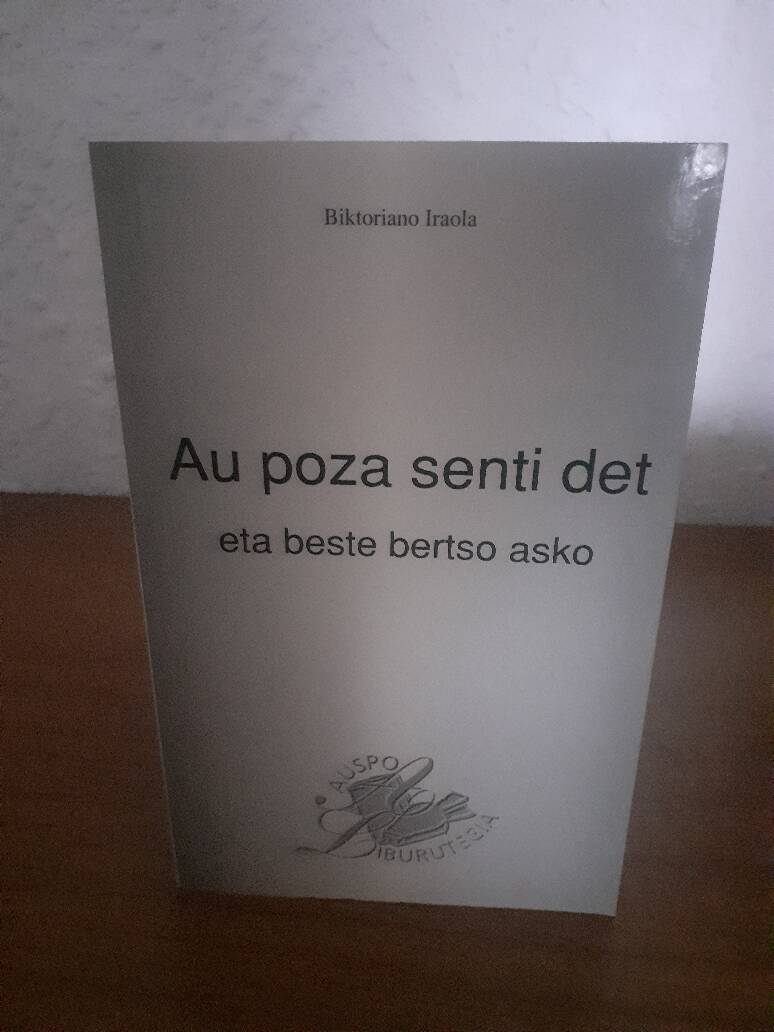 Biktoriano Iraola
Au poza senti det
eta beste bertso asko
AUSPO
LIBURUTEGIA